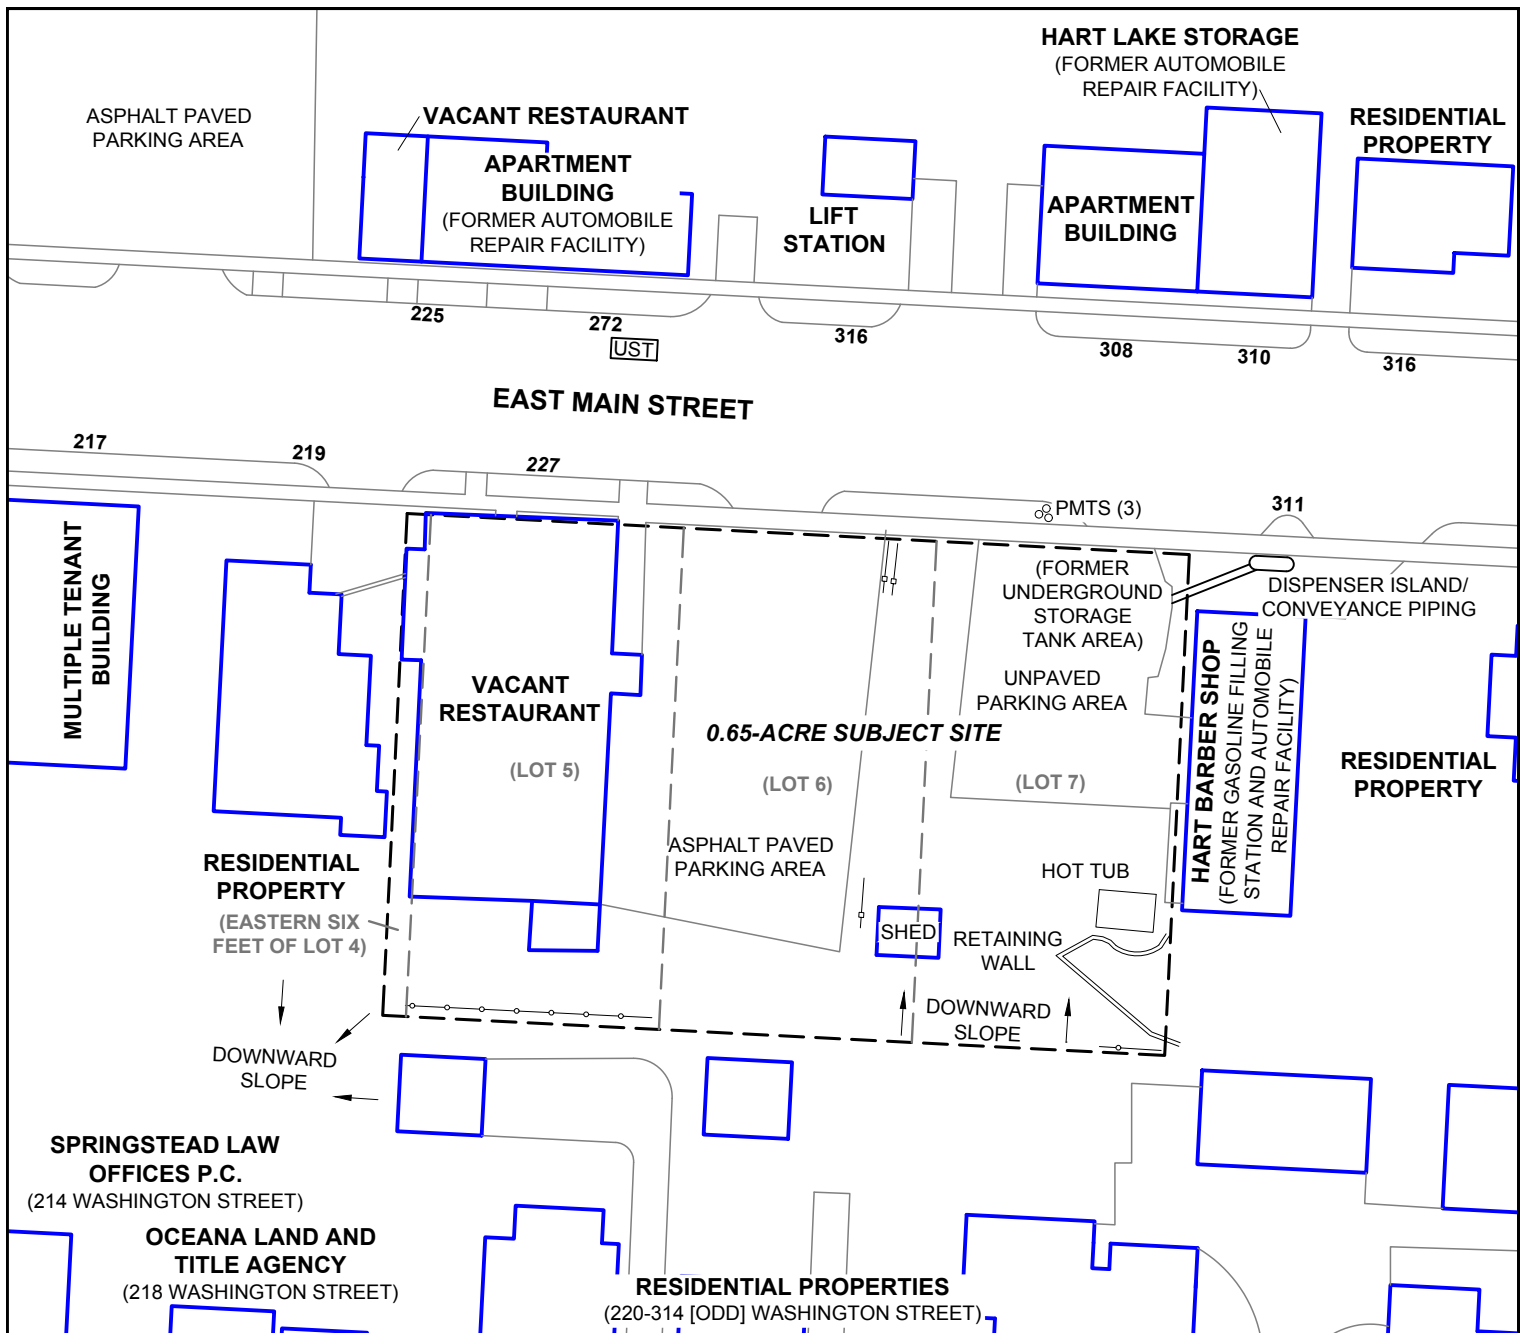 HART LAKE STORAGE
(FORMER AUTOMOBILE
REPAIR FACILITY)
ASPHALT PAVED
PARKING AREA
VACANT RESTAURANT
RESIDENTIAL
PROPERTY
APARTMENT
BUILDING
(FORMER AUTOMOBILE
REPAIR FACILITY)
LIFT
STATION
APARTMENT
BUILDING
225
272
316
308
310
316
UST
EAST MAIN STREET
217
219
227
311
PMTS (3)
MULTIPLE TENANT
BUILDING
(FORMER
UNDERGROUND
STORAGE
TANK AREA)
DISPENSER ISLAND/
CONVEYANCE PIPING
UNPAVED
PARKING AREA
VACANT
RESTAURANT
0.65-ACRE SUBJECT SITE
HART BARBER SHOP
(FORMER GASOLINE FILLING
STATION AND AUTOMOBILE
REPAIR FACILITY)
RESIDENTIAL
PROPERTY
(LOT 5)
(LOT 6)
(LOT 7)
ASPHALT PAVED
PARKING AREA
RESIDENTIAL
PROPERTY
(EASTERN SIX
FEET OF LOT 4)
HOT TUB
SHED
RETAINING
WALL
DOWNWARD
SLOPE
DOWNWARD
SLOPE
SPRINGSTEAD LAW
OFFICES P.C.
(214 WASHINGTON STREET)
OCEANA LAND AND
TITLE AGENCY
(218 WASHINGTON STREET)
RESIDENTIAL PROPERTIES
(220-314 [ODD] WASHINGTON STREET)